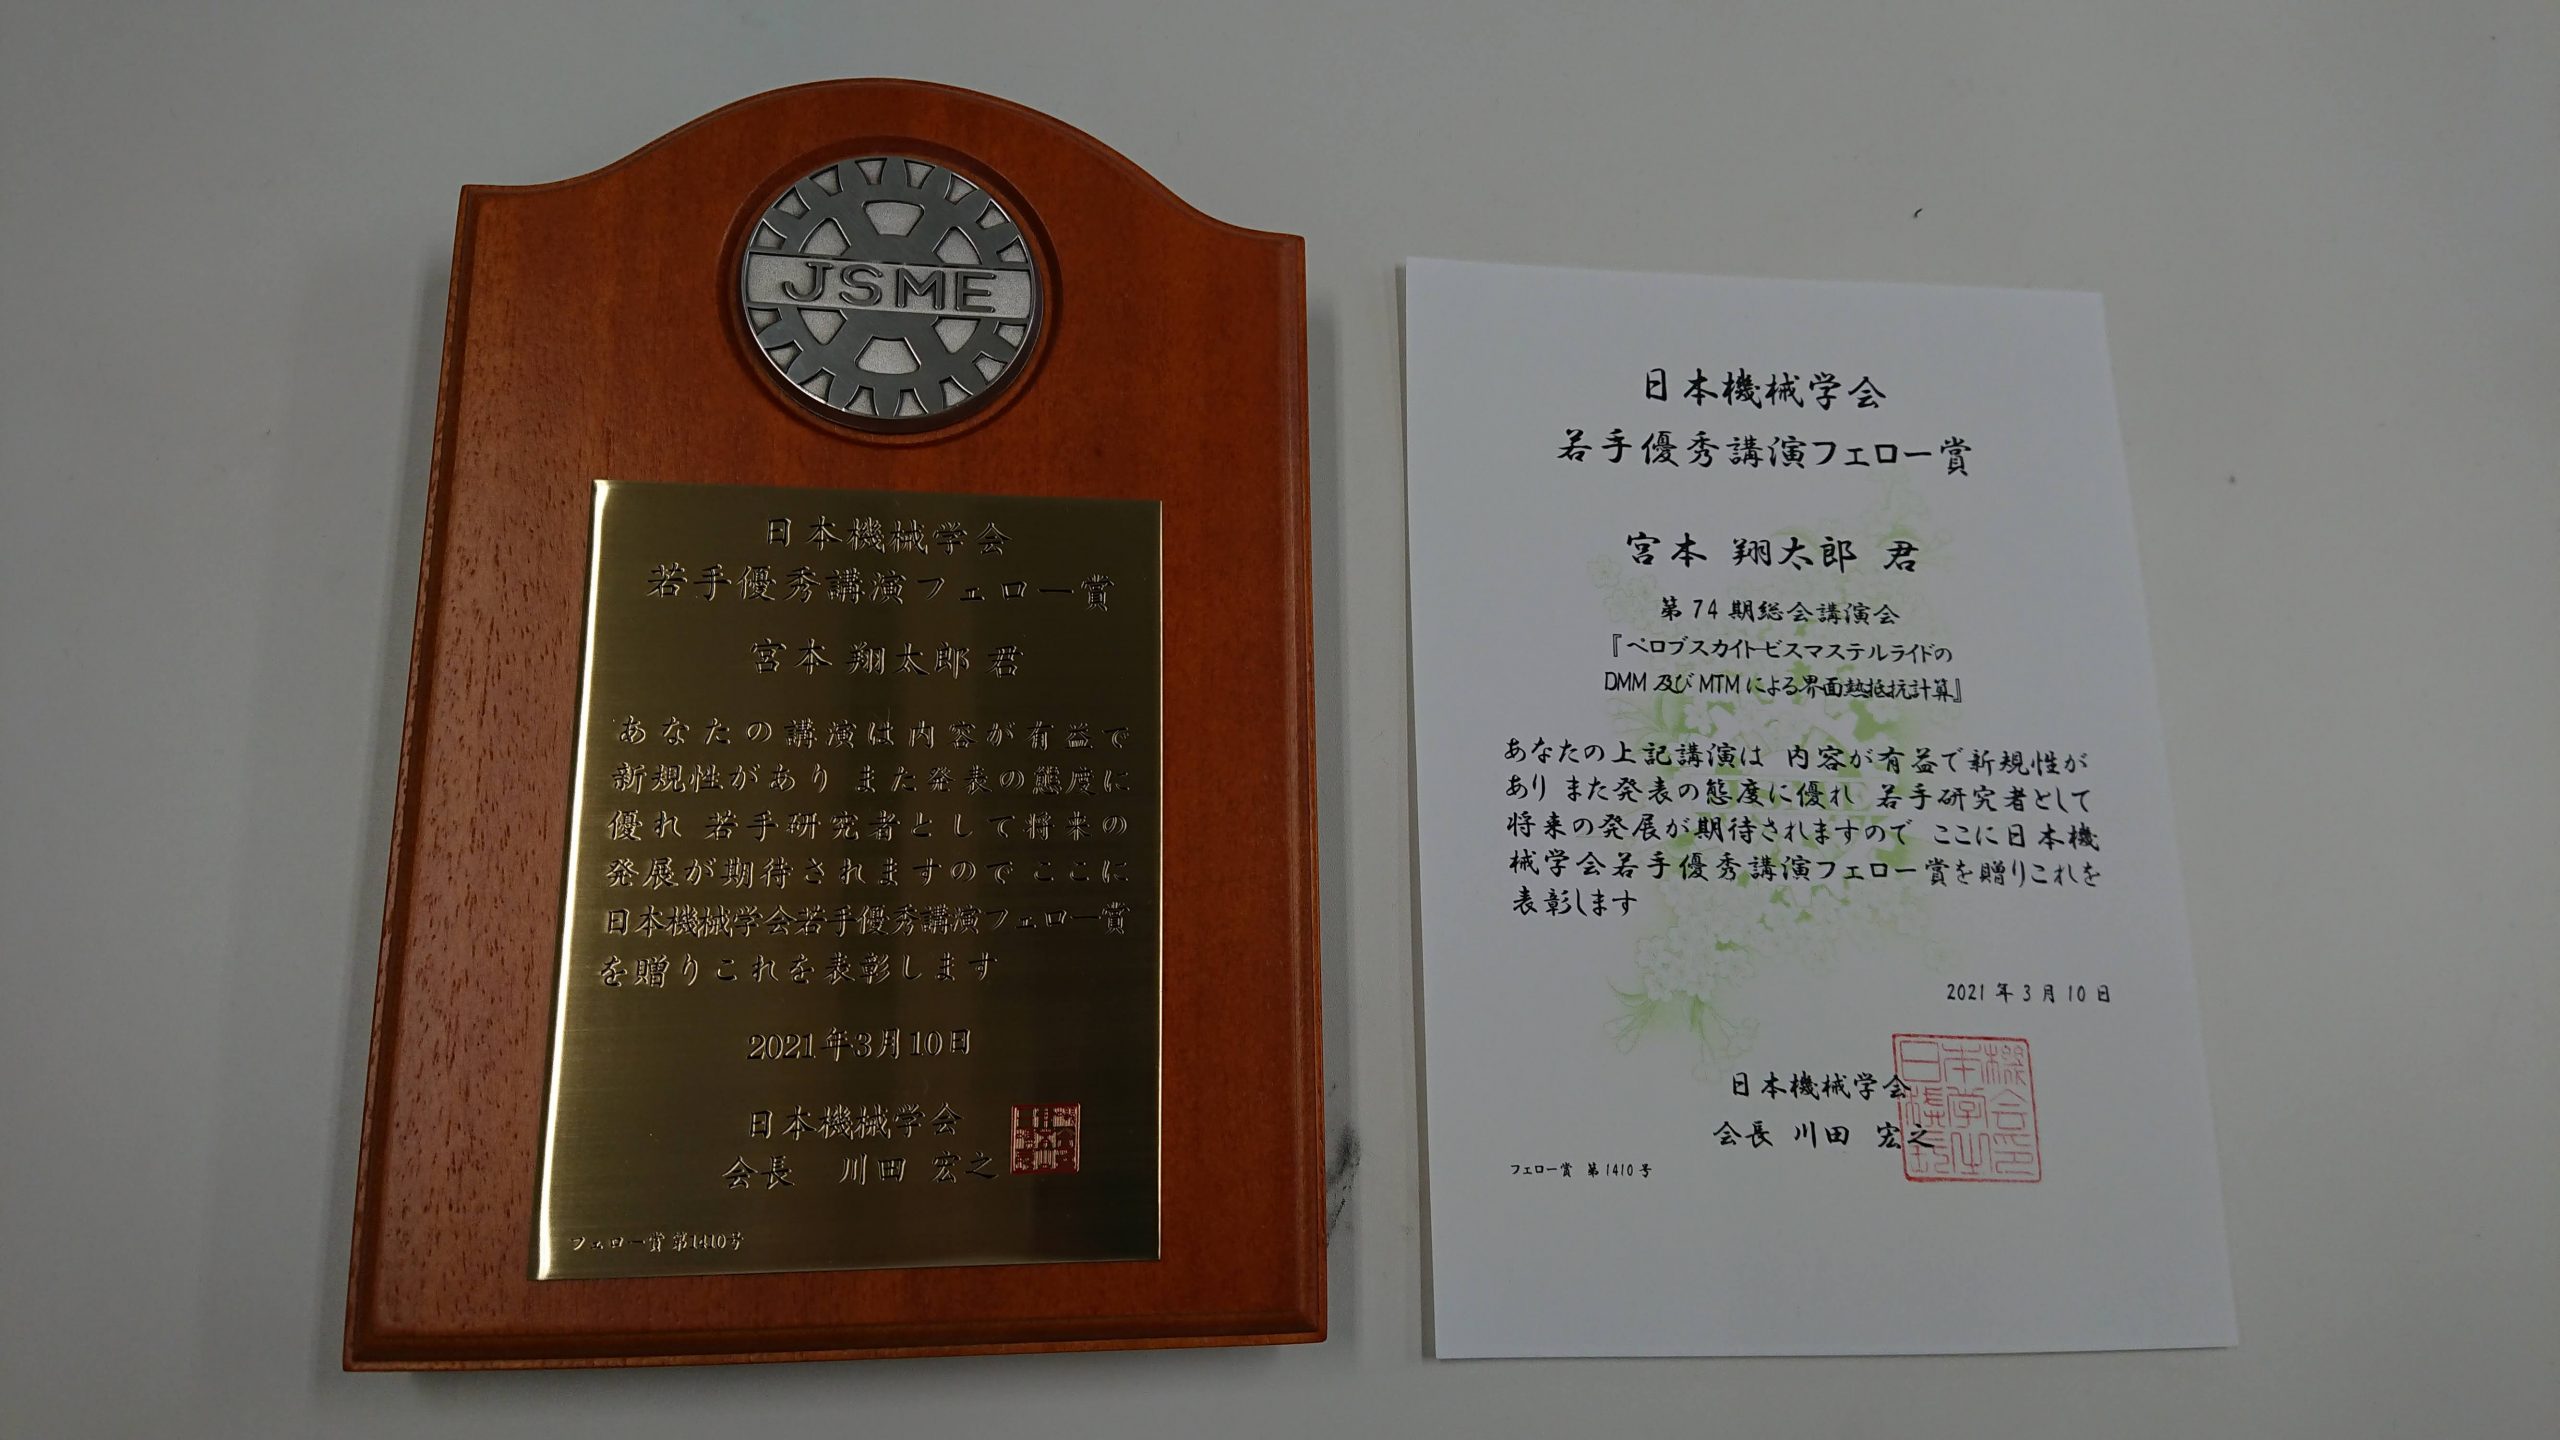 JSME
日本機械学会
若手優秀講演フェロー賞
宮本 翔太郎 君
あなたの講演は内容が有益で
新規性があり また発表の態度に
優れ 若手研究者として将来の
発展が期待されますので ここに
日本機械学会若手優秀講演フェロー賞
を贈りこれを表彰します
2021年3月10日
日本機械学会
会長 川田 宏之
フェロー賞 第1410号
日本機械学会
若手優秀講演フェロー賞
宮本 翔太郎 君
第 74 期総会講演会
『ペロブスカイト-ビスマステルライドの
DMM 及び MTM による界面熱抵抗計算』
あなたの上記講演は 内容が有益で新規性が
あり また発表の態度に優れ 若手研究者として
将来の発展が期待されますので ここに日本機
械学会若手優秀講演フェロー賞を贈りこれを
表彰します
2021 年 3 月 10 日
日本機械学会
会長 川田 宏之
フェロー賞 第 1410 号